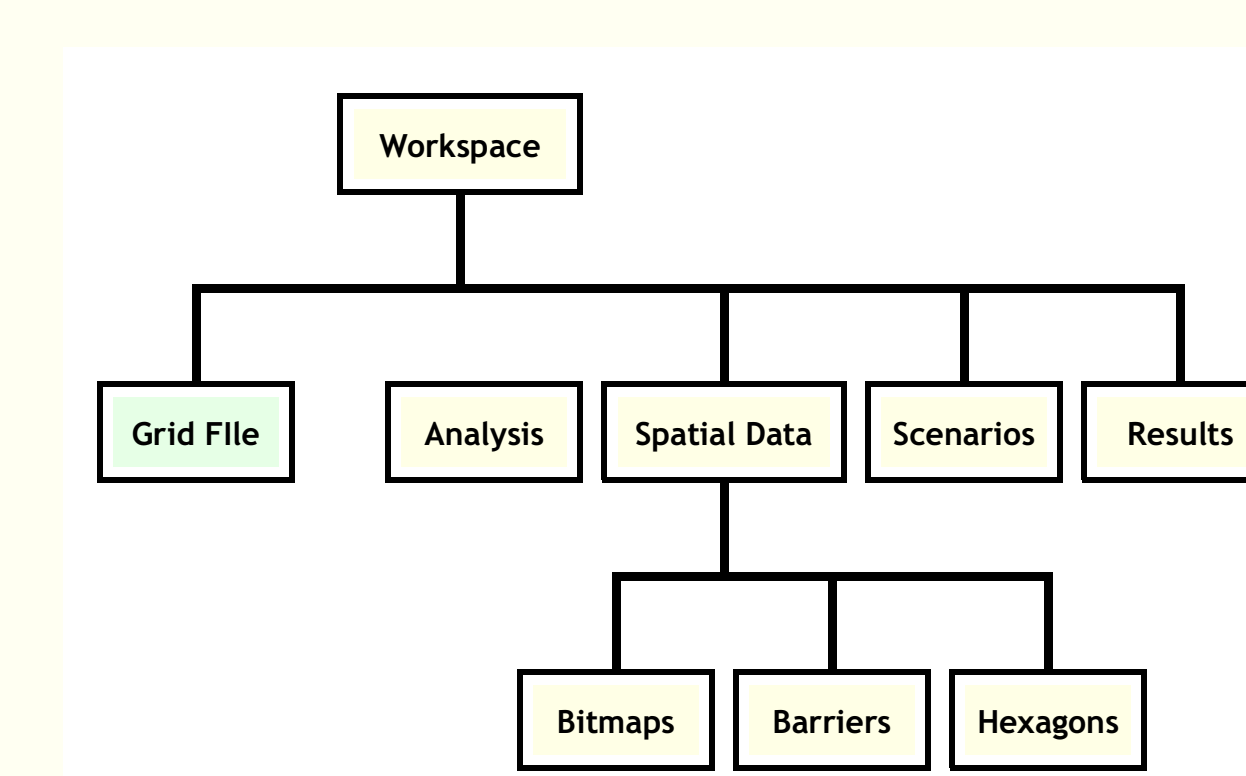 Workspace
Grid FIle
Analysis
Spatial Data
Scenarios
Results
Bitmaps
Barriers
Hexagons